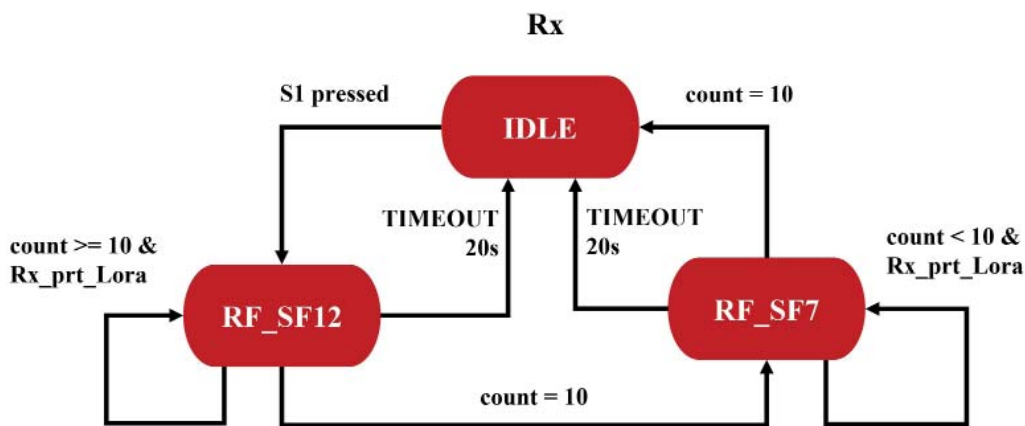 Rx
S1 pressed
count = 10
IDLE
TIMEOUT
20s
TIMEOUT
20s
count >= 10 &
Rx_prt_Lora
count < 10 &
Rx_prt_Lora
RF_SF12
RF_SF7
count = 10